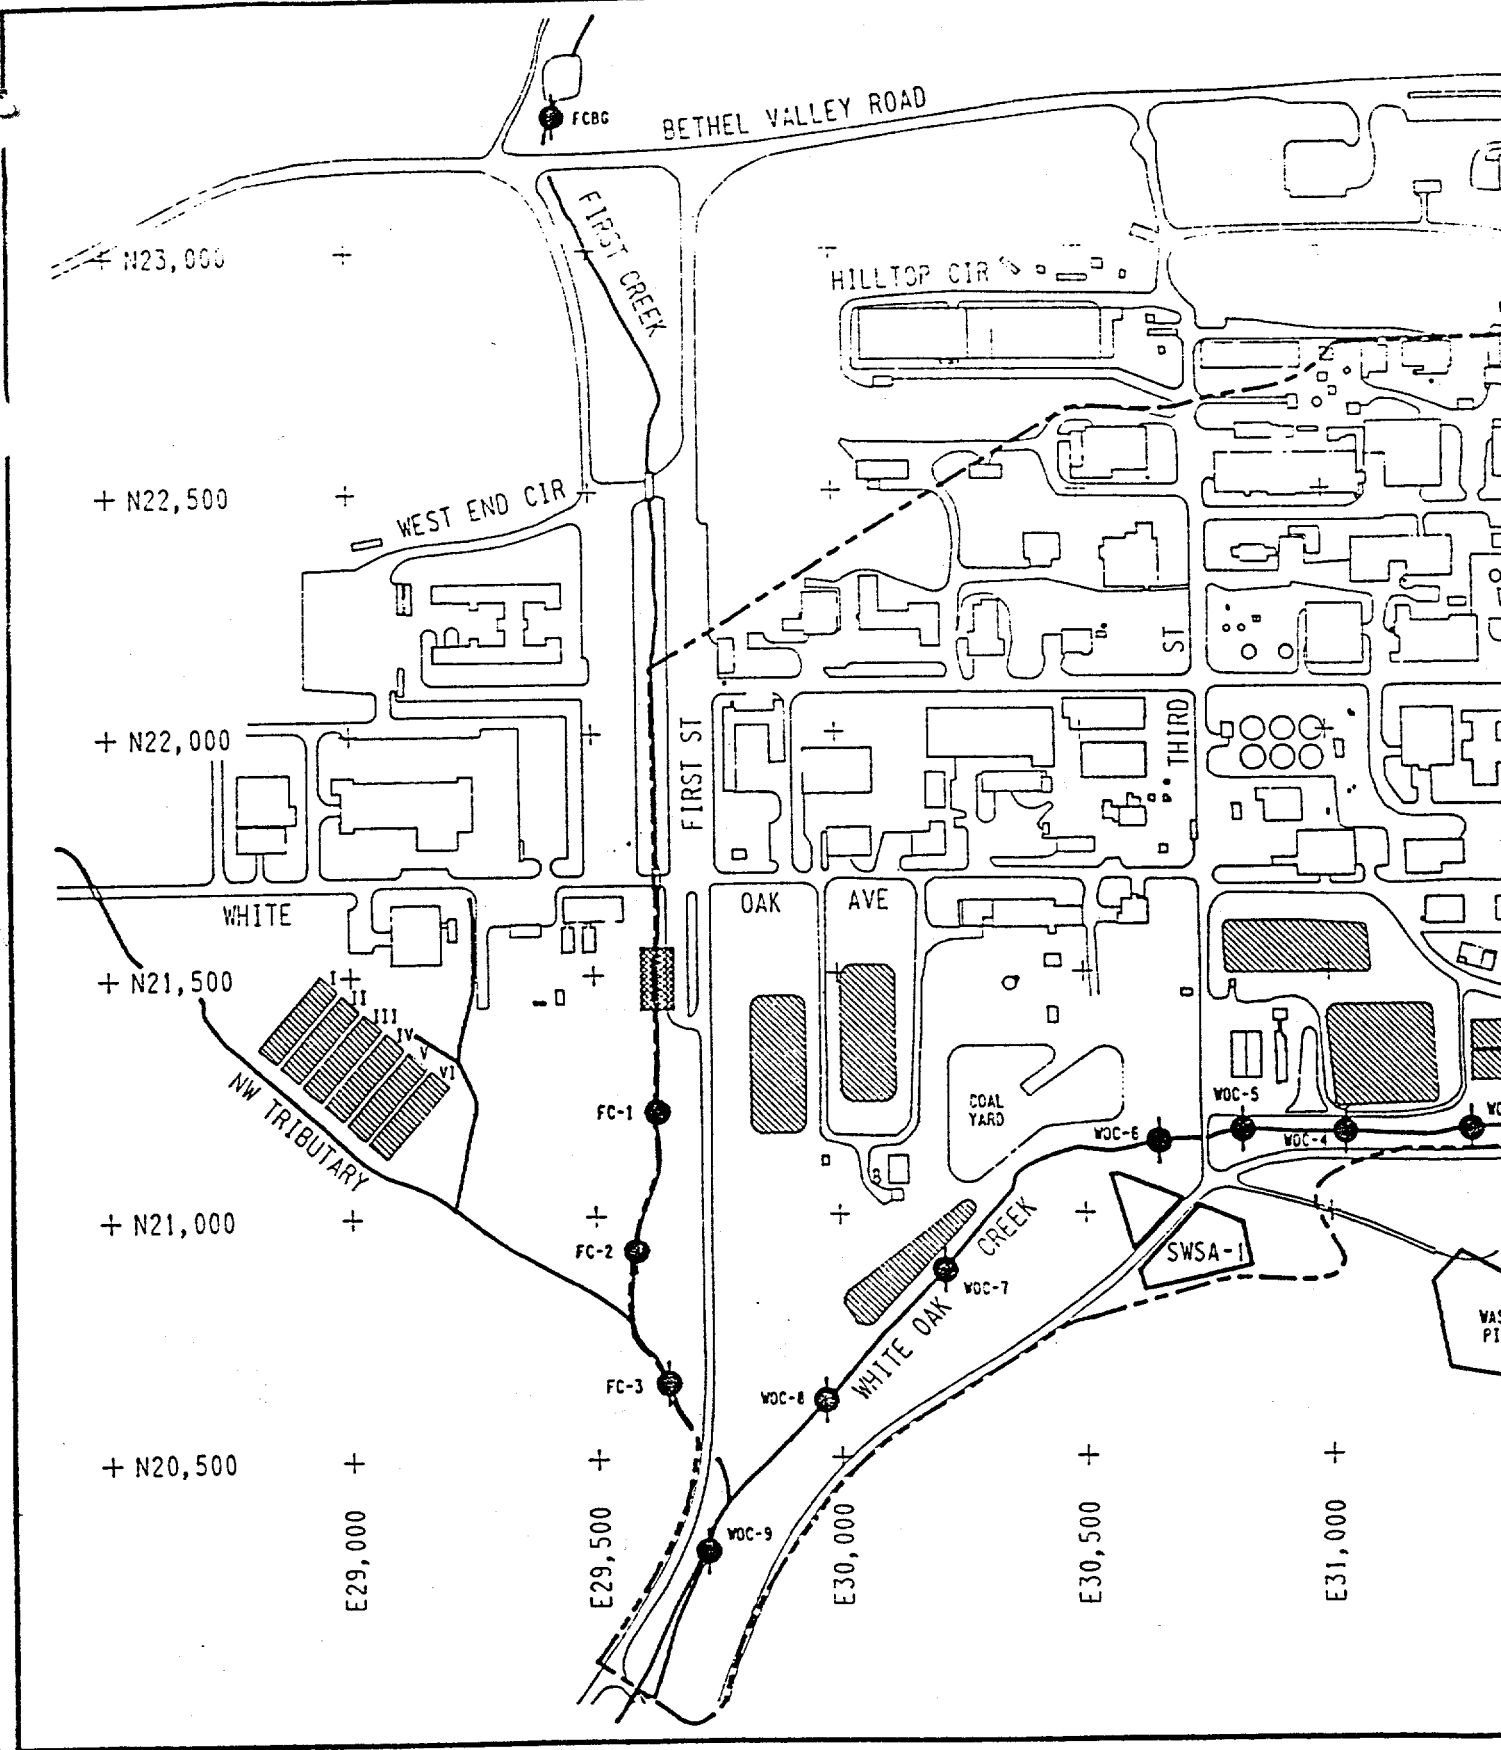 FCBG
BETHEL VALLEY ROAD
FIRST CREEK
N23,000
HILLTOP CIR
N22,500
WEST END CIR
ST
N22,000
FIRST ST
THIRD
WHITE
OAK
AVE
N21,500
I
II
III
IV
V
VI
NW TRIBUTARY
FC-1
COAL
YARD
WOC-5
WOC-6
WOC-4
N21,000
FC-2
CREEK
SWSA-1
WOC-7
WHITE OAK
FC-3
WOC-8
N20,500
WOC-9
E29,000
E29,500
E30,000
E30,500
E31,000